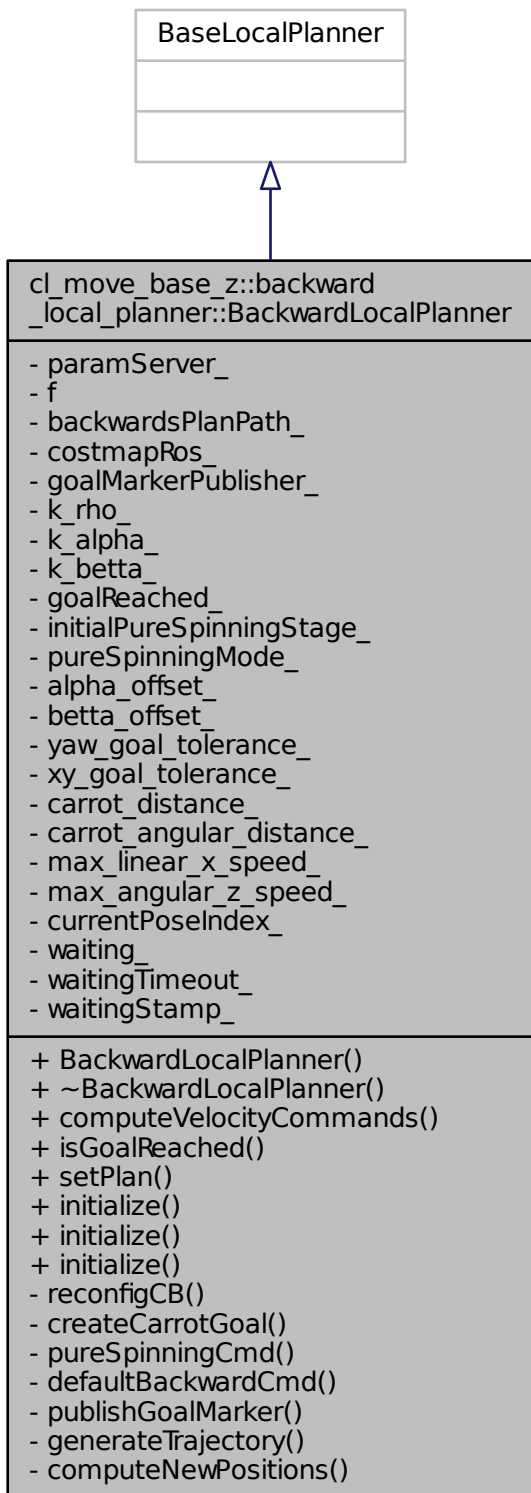 BaseLocalPlanner
cl_move_base_z::backward
_local_planner::BackwardLocalPlanner
- paramServer_
- f
- backwardsPlanPath_
- costmapRos_
- goalMarkerPublisher_
- k_rho_
- k_alpha_
- k_betta_
- goalReached_
- initialPureSpinningStage_
- pureSpinningMode_
- alpha_offset_
- betta_offset_
- yaw_goal_tolerance_
- xy_goal_tolerance_
- carrot_distance_
- carrot_angular_distance_
- max_linear_x_speed_
- max_angular_z_speed_
- currentPoseIndex_
- waiting_
- waitingTimeout_
- waitingStamp_
+ BackwardLocalPlanner()
+ ~BackwardLocalPlanner()
+ computeVelocityCommands()
+ isGoalReached()
+ setPlan()
+ initialize()
+ initialize()
+ initialize()
- reconfigCB()
- createCarrotGoal()
- pureSpinningCmd()
- defaultBackwardCmd()
- publishGoalMarker()
- generateTrajectory()
- computeNewPositions()